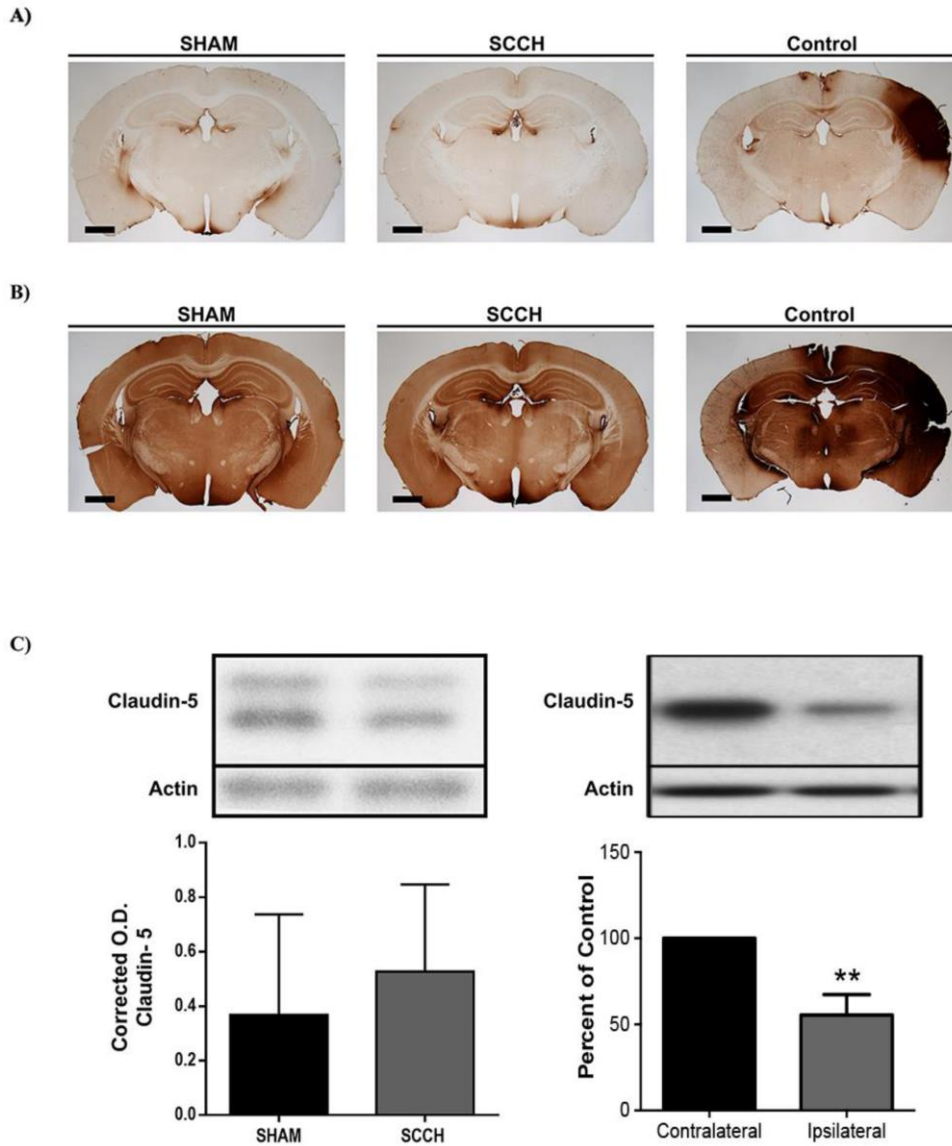 A)
SHAM SCCH Control
B)
SHAM SCCH Control
C)
Claudin-5
Actin
Corrected O.D.
Claudin- 5
1.0
0.8
0.6
0.4
0.2
0.0
SHAM SCCH
Claudin-5
Actin
Percent of Control
150
100
50
0
**
Contralateral Ipsilateral